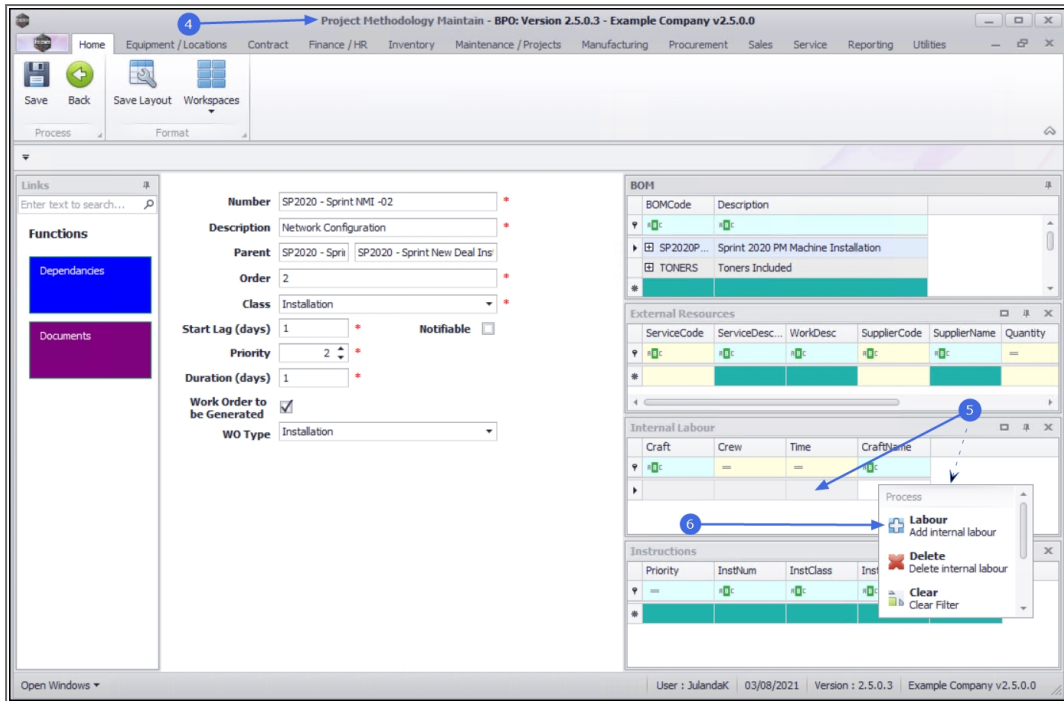 4
Project Methodology Maintain - BPO: Version 2.5.0.3 - Example Company v2.5.0.0
Home Equipment / Locations Contract Finance / HR Inventory Maintenance / Projects Manufacturing Procurement Sales Service Reporting Utilities
Save Back Save Layout Workspaces
Process Format
Links
Enter text to search...
Functions
Dependancies
Documents
Number SP2020 - Sprint NMI -02 *
Description Network Configuration *
Parent SP2020 - Spri SP2020 - Sprint New Deal Ins
Order 2 *
Class Installation *
Start Lag (days) 1 * Notifiable
Priority 2 *
Duration (days) 1 *
Work Order to
be Generated
WO Type Installation
BOM
BOMCode Description
SP2020P... Sprint 2020 PM Machine Installation
TONERS Toners Included
External Resources
ServiceCode ServiceDesc... WorkDesc SupplierCode SupplierName Quantity
5
Internal Labour
Craft Crew Time CraftName
Process
6
Labour
Add internal labour
Delete
Delete internal labour
Clear
Clear Filter
Instructions
Priority InstNum InstClass Inst
Open Windows User : JulandaK 03/08/2021 Version : 2.5.0.3 Example Company v2.5.0.0